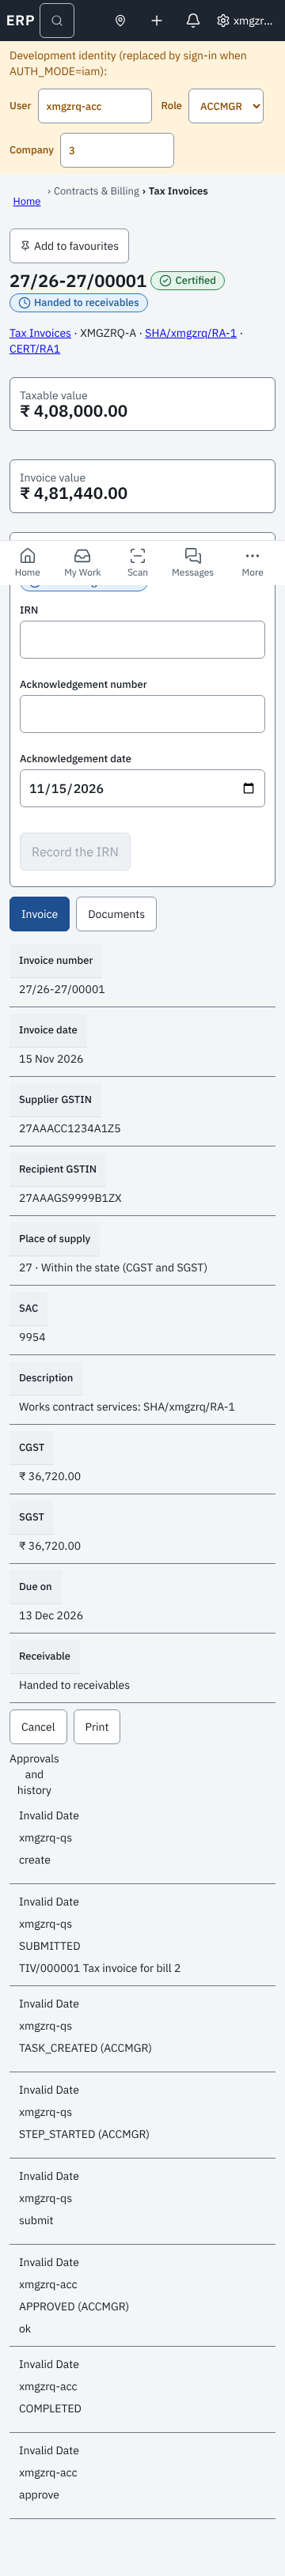 ERP
xmgzr...
Development identity (replaced by sign-in when
AUTH_MODE=iam):
User xmgzrq-acc Role ACCMGR
Company 3
Home › Contracts & Billing › Tax Invoices
Add to favourites
27/26-27/00001 Certified
Handed to receivables
Tax Invoices · XMGZRQ-A · SHA/xmgzrq/RA-1 ·
CERT/RA1
Taxable value
₹ 4,08,000.00
Invoice value
₹ 4,81,440.00
Home My Work Scan Messages More
IRN
Acknowledgement number
Acknowledgement date
11/15/2026
Record the IRN
Invoice Documents
Invoice number
27/26-27/00001
Invoice date
15 Nov 2026
Supplier GSTIN
27AAACC1234A1Z5
Recipient GSTIN
27AAAGS9999B1ZX
Place of supply
27 · Within the state (CGST and SGST)
SAC
9954
Description
Works contract services: SHA/xmgzrq/RA-1
CGST
₹ 36,720.00
SGST
₹ 36,720.00
Due on
13 Dec 2026
Receivable
Handed to receivables
Cancel Print
Approvals
and
history
Invalid Date
xmgzrq-qs
create
Invalid Date
xmgzrq-qs
SUBMITTED
TIV/000001 Tax invoice for bill 2
Invalid Date
xmgzrq-qs
TASK_CREATED (ACCMGR)
Invalid Date
xmgzrq-qs
STEP_STARTED (ACCMGR)
Invalid Date
xmgzrq-qs
submit
Invalid Date
xmgzrq-acc
APPROVED (ACCMGR)
ok
Invalid Date
xmgzrq-acc
COMPLETED
Invalid Date
xmgzrq-acc
approve